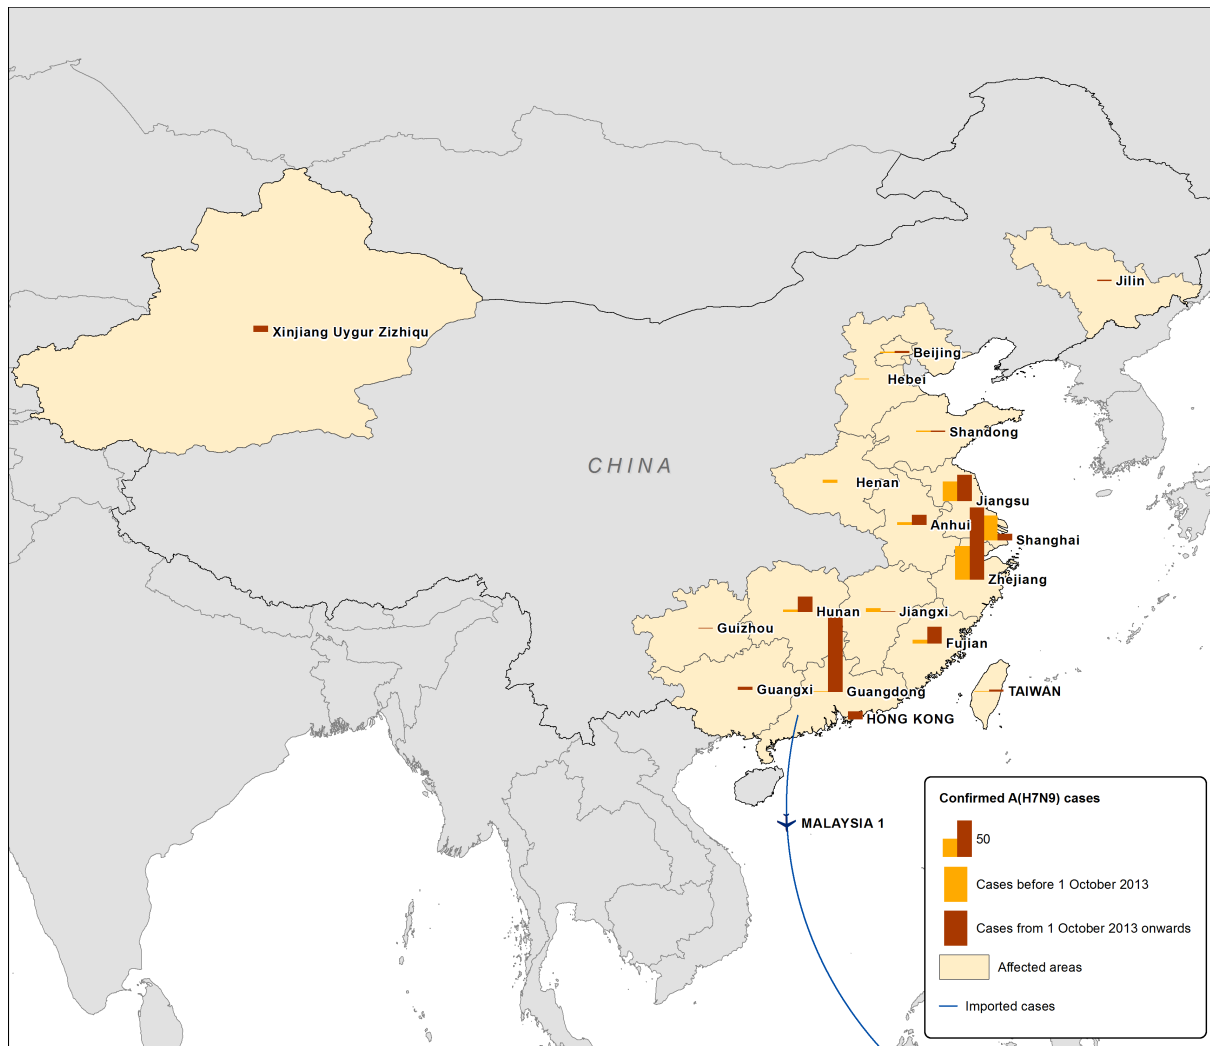 Jilin
Xinjiang Uygur Zizhiqu
Beijing
Hebei
Shandong
CHINA
Henan
Jiangsu
Anhui
Shanghai
Zhejiang
Hunan
Jiangxi
Guizhou
Fujian
Guangxi
Guangdong
TAIWAN
HONG KONG
MALAYSIA 1
Confirmed A(H7N9) cases
50
Cases before 1 October 2013
Cases from 1 October 2013 onwards
Affected areas
Imported cases